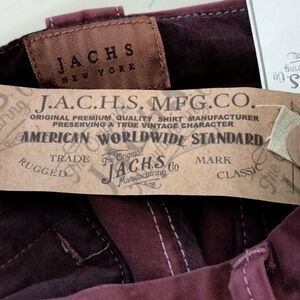 JACHS
NEW YORK
J.A.C.H.S. MFG.CO.
ORIGINAL PREMIUM QUALITY SHIRT MANUFACTURER
PRESERVING A TRUE VINTAGE CHARACTER
AMERICAN WORLDWIDE STANDARD
TRADE The Original MARK
RUGGED JACHS Co CLASSIC
Manufacturing